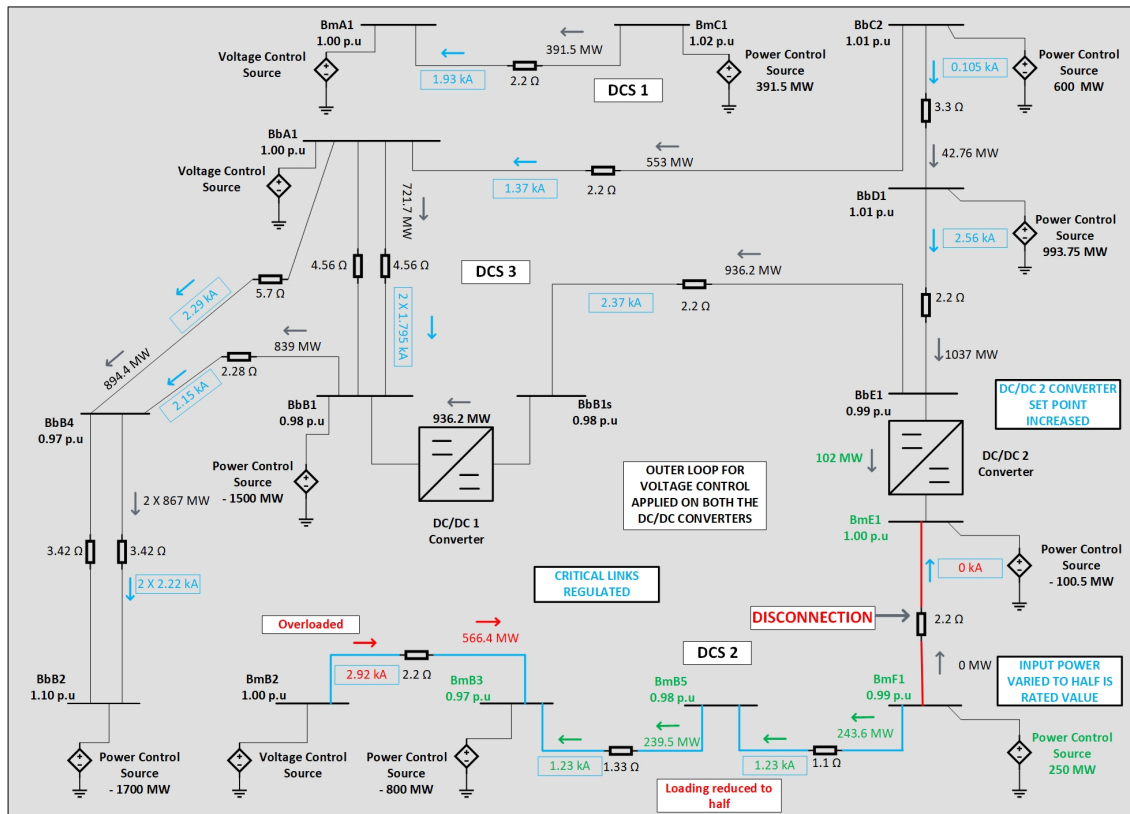 BmA1
1.00 p.u
Voltage Control
Source
1.93 kA
2.2 Ω
391.5 MW
BmC1
1.02 p.u
Power Control
Source
391.5 MW
DCS 1
BbC2
1.01 p.u
0.105 kA
Power Control
Source
600 MW
3.3 Ω
42.76 MW
BbA1
1.00 p.u
Voltage Control
Source
553 MW
1.37 kA
2.2 Ω
BbD1
1.01 p.u
2.56 kA
Power Control
Source
993.75 MW
721.7 MW
4.56 Ω
4.56 Ω
2 X 1.795 kA
DCS 3
936.2 MW
2.37 kA
2.2 Ω
2.2 Ω
1037 MW
5.7 Ω
2.29 kA
894.4 MW
839 MW
2.28 Ω
2.15 kA
BbB4
0.97 p.u
BbB1
0.98 p.u
936.2 MW
BbB1s
0.98 p.u
BbE1
0.99 p.u
DC/DC 2 CONVERTER
SET POINT
INCREASED
102 MW
DC/DC 2
Converter
Power Control
Source
- 1500 MW
DC/DC 1
Converter
OUTER LOOP FOR
VOLTAGE CONTROL
APPLIED ON BOTH THE
DC/DC CONVERTERS
2 X 867 MW
3.42 Ω
3.42 Ω
2 X 2.22 kA
BmE1
1.00 p.u
0 kA
Power Control
Source
- 100.5 MW
CRITICAL LINKS
REGULATED
DISCONNECTION
2.2 Ω
Overloaded
566.4 MW
2.92 kA
2.2 Ω
DCS 2
0 MW
INPUT POWER
VARIED TO HALF IS
RATED VALUE
BbB2
1.10 p.u
BmB2
1.00 p.u
BmB3
0.97 p.u
BmB5
0.98 p.u
BmF1
0.99 p.u
239.5 MW
243.6 MW
1.23 kA
1.33 Ω
1.23 kA
1.1 Ω
Power Control
Source
- 1700 MW
Voltage Control
Source
Power Control
Source
- 800 MW
Loading reduced to
half
Power Control
Source
250 MW